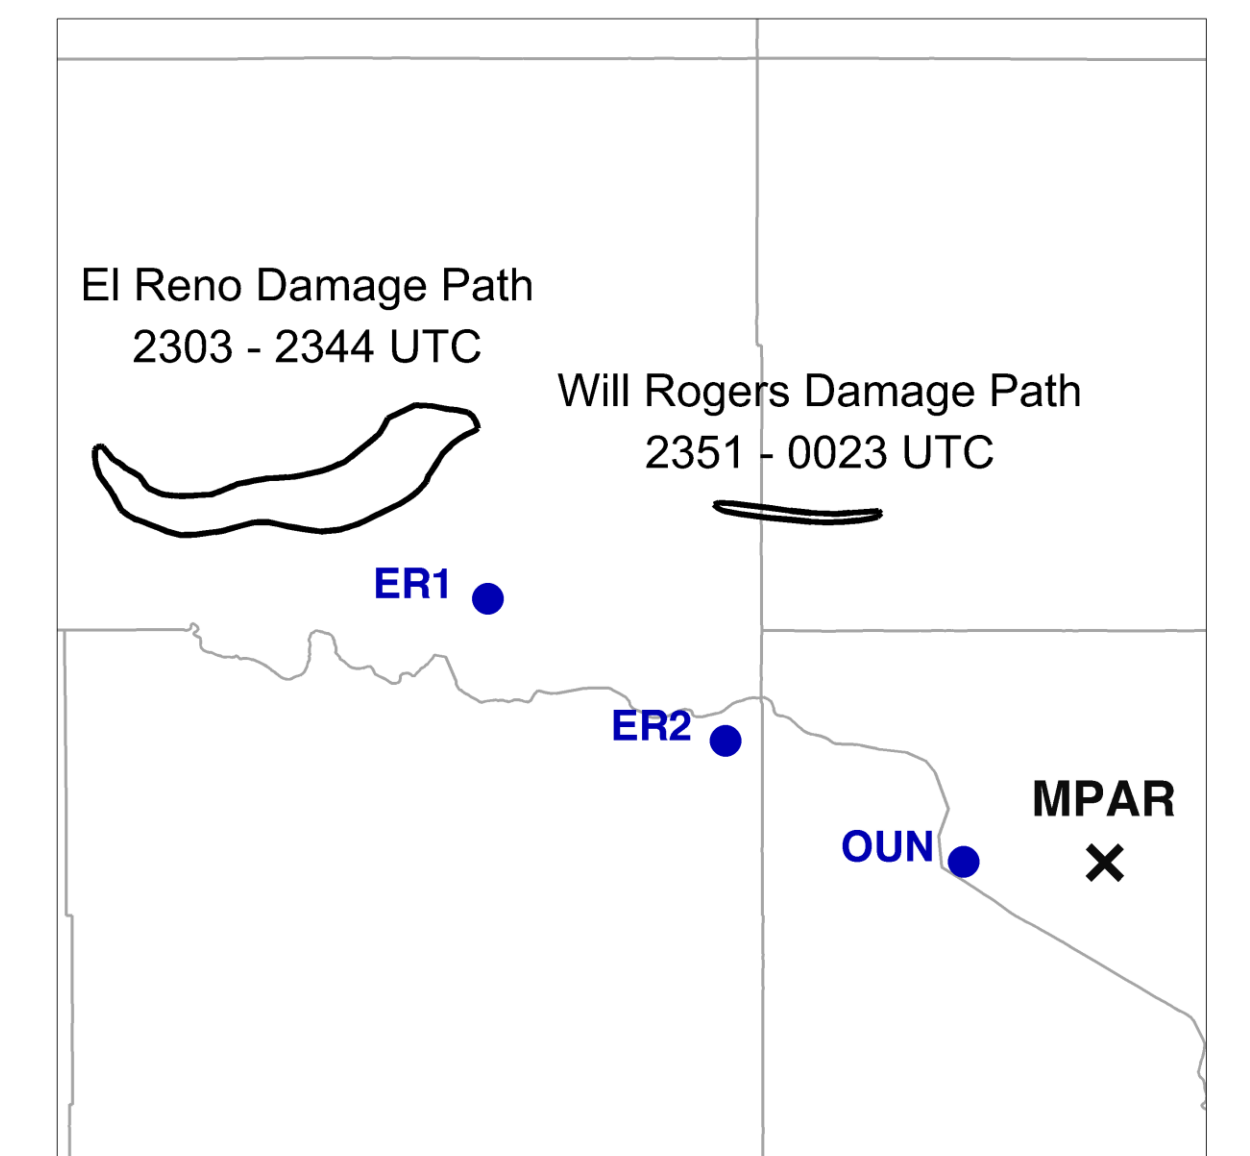 El Reno Damage Path
2303 - 2344 UTC
Will Rogers Damage Path
2351 - 0023 UTC
ER1
ER2
MPAR
OUN